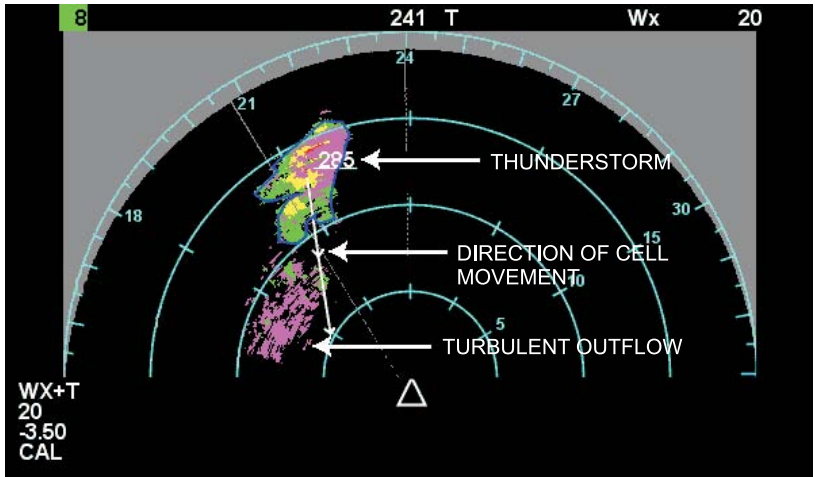 8 241 T Wx 20
24
21 27
285 THUNDERSTORM
18 30
15
DIRECTION OF CELL
MOVEMENT
10
5
TURBULENT OUTFLOW
WX+T
20
-3.50
CAL